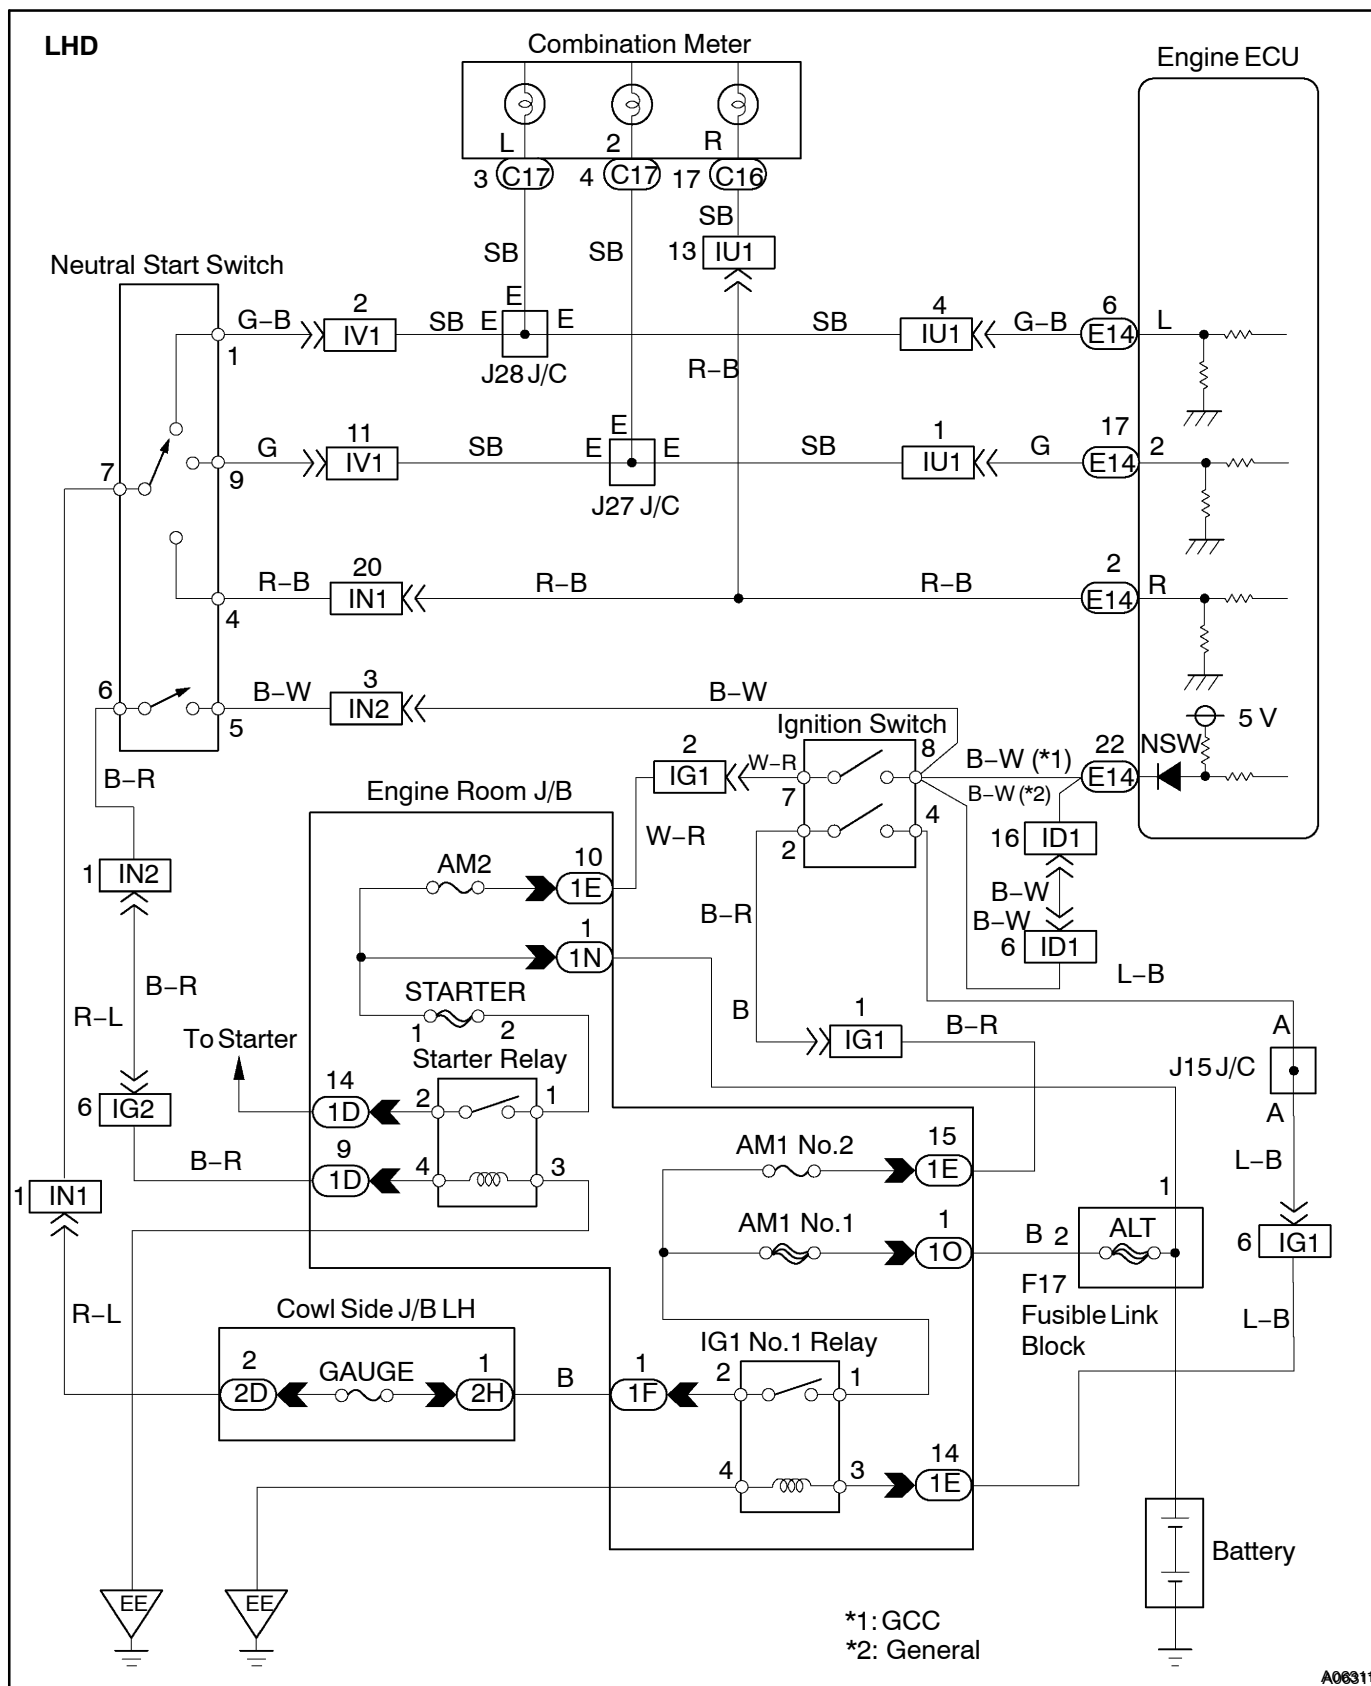 LHD
Combination Meter
Engine ECU
L 2 R
3 C17 4 C17 17 C16
SB
SB SB 13 IU1
Neutral Start Switch
G–B 2 IV1 SB E E E J28 J/C SB 4 IU1 G–B 6 E14 L
1
R–B
G 11 IV1 SB E E E J27 J/C SB 1 IU1 G 17 E14 2
7 9
R–B 20 IN1 R–B R–B 2 E14 R
4
6 B–W 3 IN2 B–W
5
5 V
Ignition Switch
B–R
2 IG1 W–R 8 B–W (*1) 22 E14 NSW
7 B–W (*2)
Engine Room J/B
W–R
2 4
16 ID1
AM2 10 1E
1 IN2
B–R
B–W
B–W
6 ID1
1 1N
L–B
B–R
STARTER
1 2
R–L
B 1 IG1 B–R
A
To Starter
Starter Relay
J15 J/C
A
14 1D 2 1
6 IG2
B–R 9 1D 4 3
AM1 No.2 15 1E
L–B
1 IN1
AM1 No.1 1 1O B 2 ALT 1
6 IG1
F17
Fusible Link
Block
R–L
L–B
Cowl Side J/B LH
IG1 No.1 Relay
2 2D GAUGE 1 2H B 1 1F 2 1
4 3 14 1E
Battery
EE EE
*1: GCC
*2: General
A06311